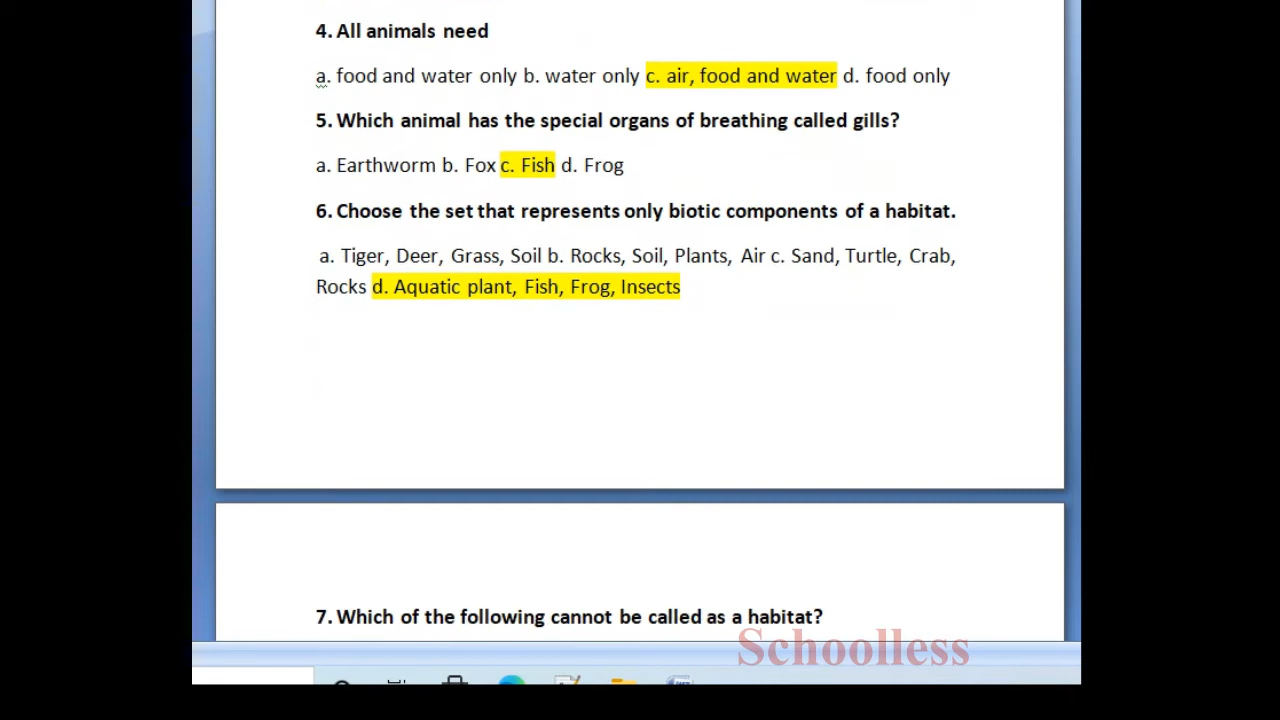 4. All animals need
a. food and water only b. water only c. air, food and water d. food only
5. Which animal has the special organs of breathing called gills?
a. Earthworm b. Fox c. Fish d. Frog
6. Choose the set that represents only biotic components of a habitat.
a. Tiger, Deer, Grass, Soil b. Rocks, Soil, Plants, Air c. Sand, Turtle, Crab,
Rocks d. Aquatic plant, Fish, Frog, Insects
7. Which of the following cannot be called as a habitat?
Schoolless